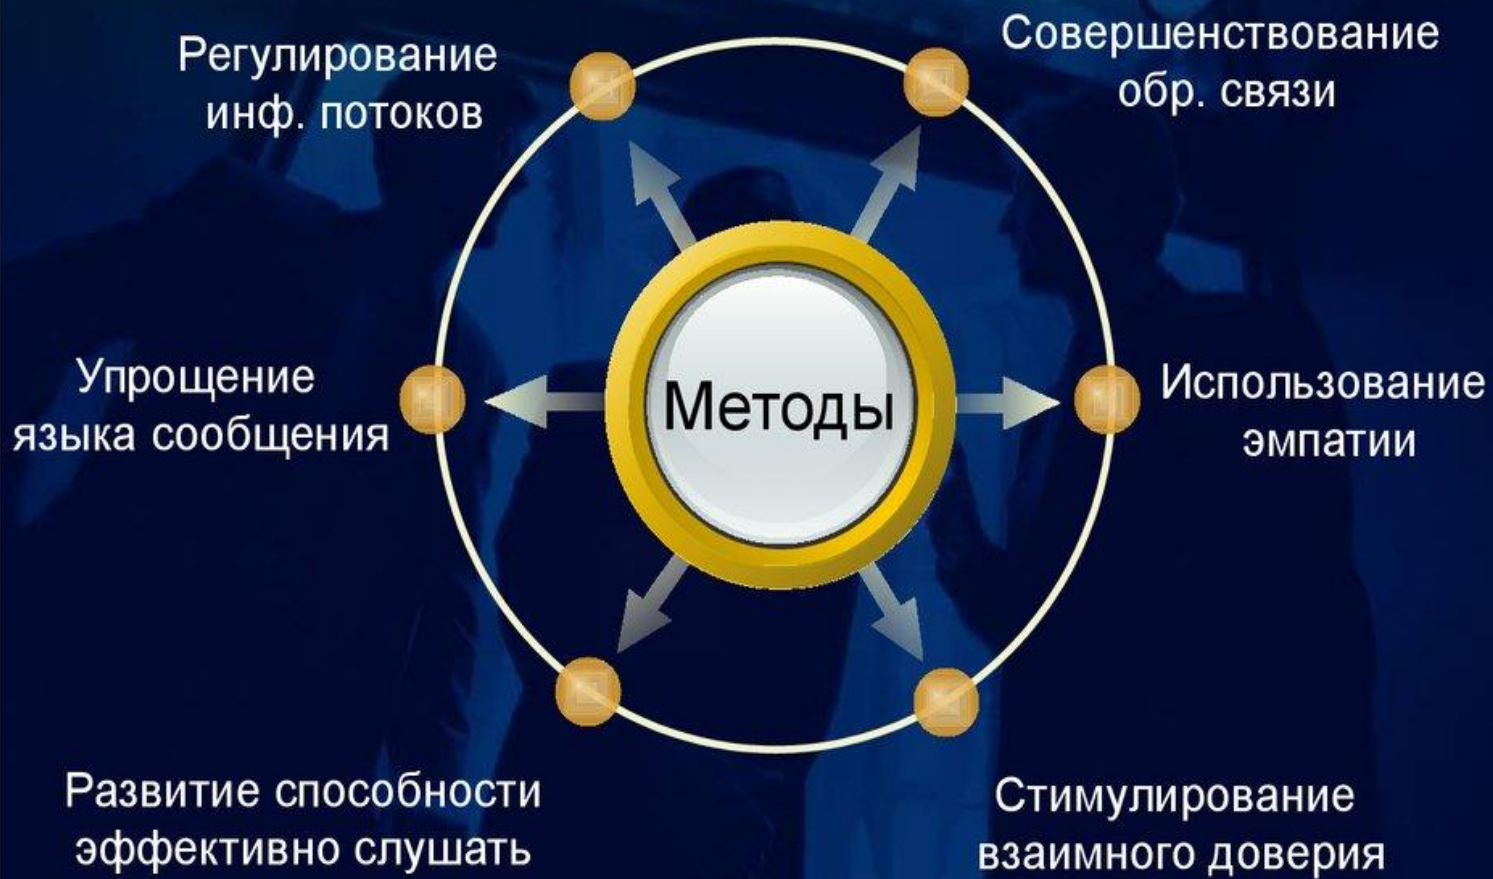 Регулирование
инф. потоков
Совершенствование
обр. связи
Упрощение
языка сообщения
Методы
Использование
эмпатии
Развитие способности
эффективно слушать
Стимулирование
взаимного доверия